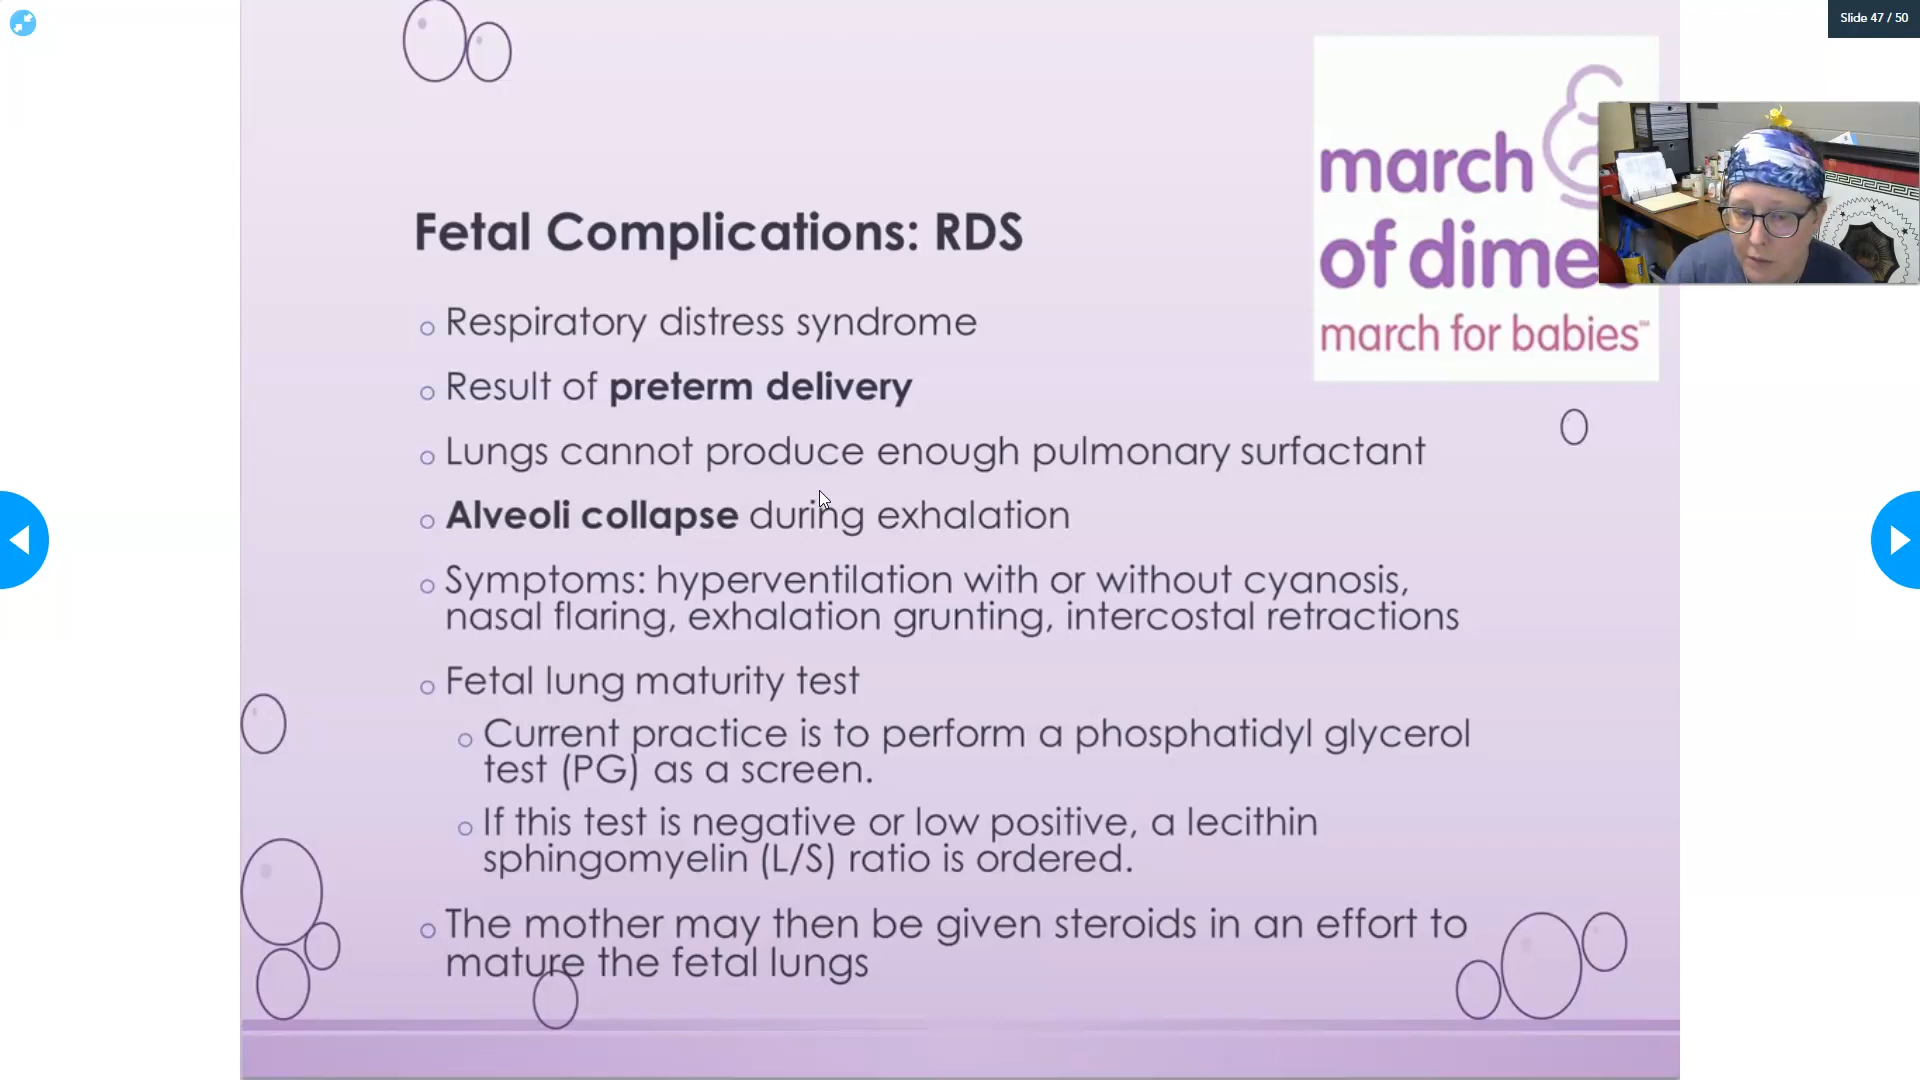 Slide 47 / 50
march
of dimes
march for babies℠
Fetal Complications: RDS
Respiratory distress syndrome
Result of preterm delivery
Lungs cannot produce enough pulmonary surfactant
Alveoli collapse during exhalation
Symptoms: hyperventilation with or without cyanosis,
nasal flaring, exhalation grunting, intercostal retractions
Fetal lung maturity test
Current practice is to perform a phosphatidyl glycerol
test (PG) as a screen.
If this test is negative or low positive, a lecithin
sphingomyelin (L/S) ratio is ordered.
The mother may then be given steroids in an effort to
mature the fetal lungs